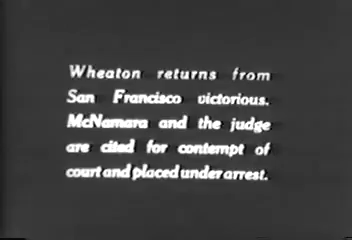 Wheaton returns from
San Francisco victorious.
McNamara and the judge
are cited for contempt of
court and placed under arrest.